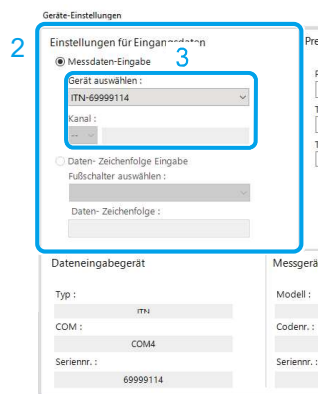 Geräte-Einstellungen
2
Einstellungen für Eingangsdaten
3
Messdaten-Eingabe
Gerät auswählen :
ITN-69999114
Kanal :
--
Daten- Zeichenfolge Eingabe
Fußschalter auswählen :
Daten- Zeichenfolge :
Pre
Dateneingabegerät
Typ :
ITN
COM :
COM4
Seriennr. :
69999114
Messgerä
Modell :
Codenr. :
Seriennr. :